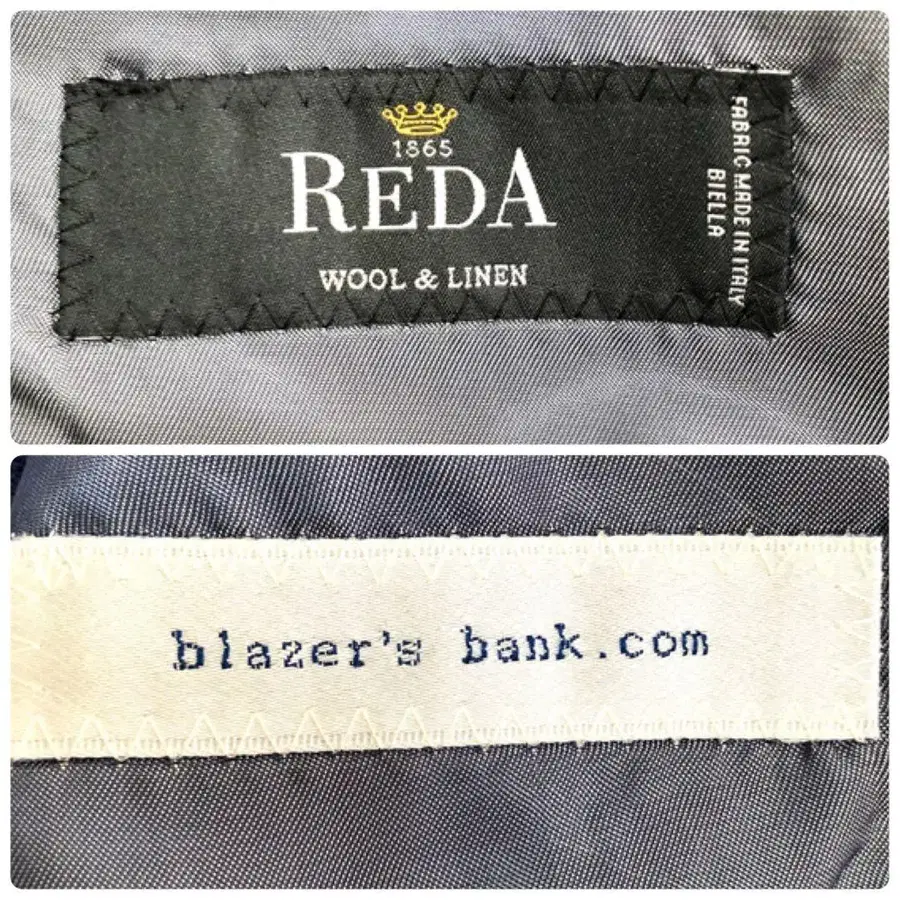 1865
REDA
WOOL & LINEN
FABRIC MADE IN ITALY
BIELLA
blazer's bank.com